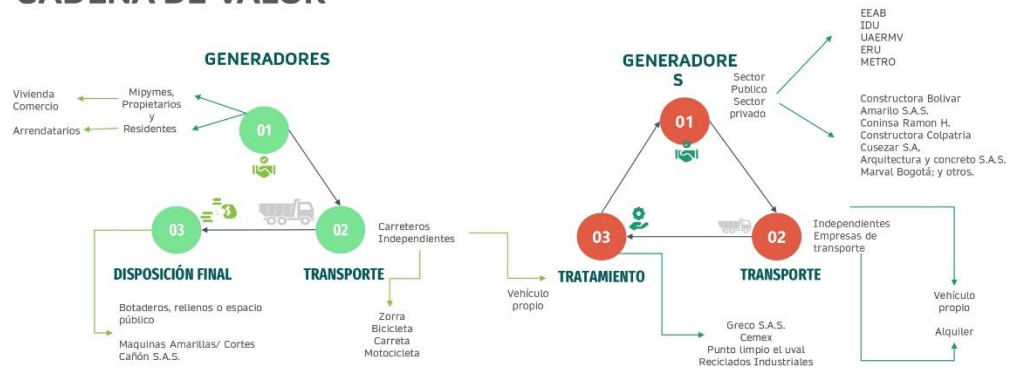 CADENA DE VALOR
GENERADORES
Vivienda
Comercio
Arrendatarios
Mipymes,
Propietarios
y
Residentes
01
02
03
Carreteros
Independientes
DISPOSICIÓN FINAL
TRANSPORTE
Botaderos, rellenos o espacio
público
Maquinas Amarillas/ Cortes
Cañón S.A.S.
Zorra
Bicicleta
Carreta
Motocicleta
Vehículo
propio
GENERADORE
S
Sector
Publico
Sector
privado
01
EEAB
IDU
UAERMV
ERU
METRO
Constructora Bolivar
Amarilo S.A.S.
Coninsa Ramon H.
Constructora Colpatria
Cusezar S.A,
Arquitectura y concreto S.A.S.
Marval Bogotá; y otros.
03
02
Independientes
Empresas de
transporte
TRATAMIENTO
TRANSPORTE
Greco S.A.S.
Cemex
Punto limpio el uval
Reciclados Industriales
Vehículo
propio
Alquiler